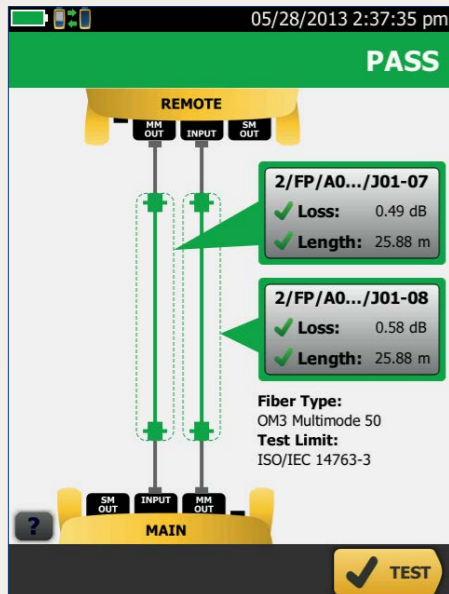 05/28/2013 2:37:35 pm
PASS
REMOTE
MM OUT
INPUT
SM OUT
2/FP/A0.../J01-07
Loss: 0.49 dB
Length: 25.88 m
2/FP/A0.../J01-08
Loss: 0.58 dB
Length: 25.88 m
Fiber Type:
OM3 Multimode 50
Test Limit:
ISO/IEC 14763-3
SM OUT
INPUT
MM OUT
MAIN
?
TEST